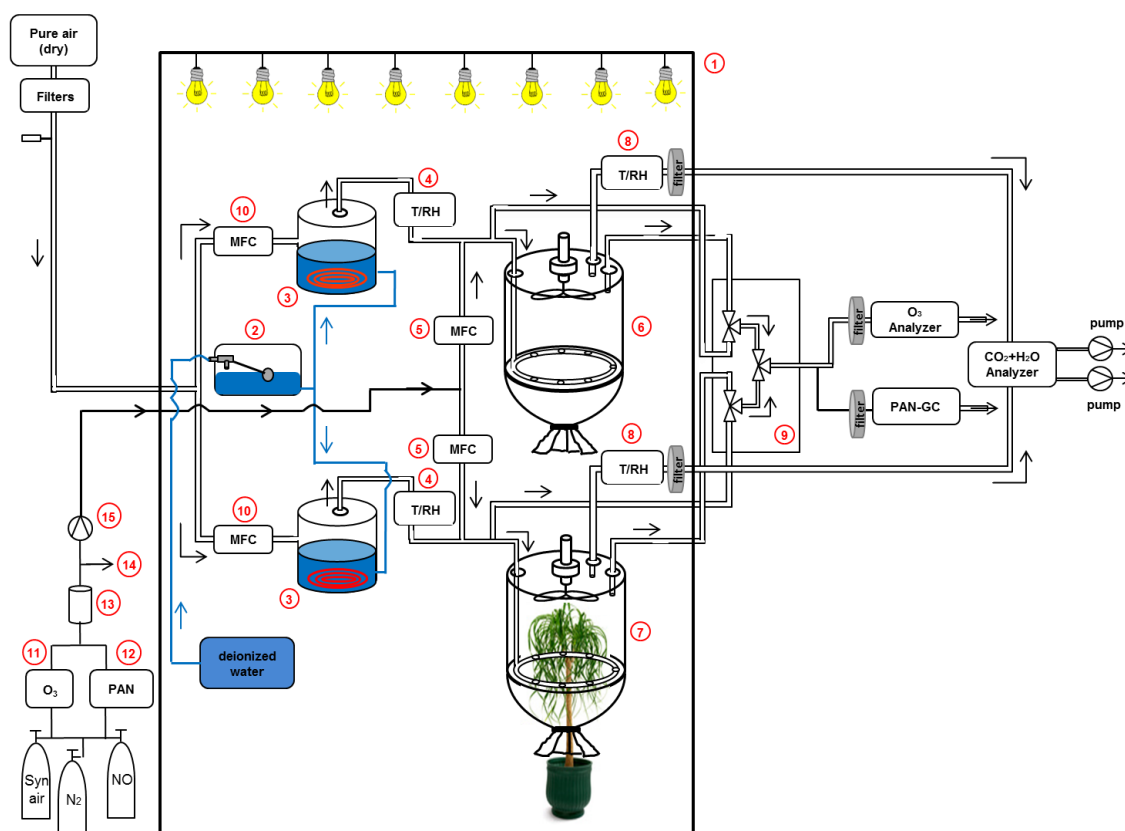 Pure air
(dry)
Filters
1
8
T/RH
filter
4
T/RH
10
MFC
3
2
5
MFC
6
filter
O3
Analyzer
CO2+H2O
Analyzer
pump
pump
filter
PAN-GC
9
5
MFC
8
T/RH
filter
4
T/RH
10
MFC
3
15
14
13
11
12
O3
PAN
deionized
water
7
Syn
air
N2
NO